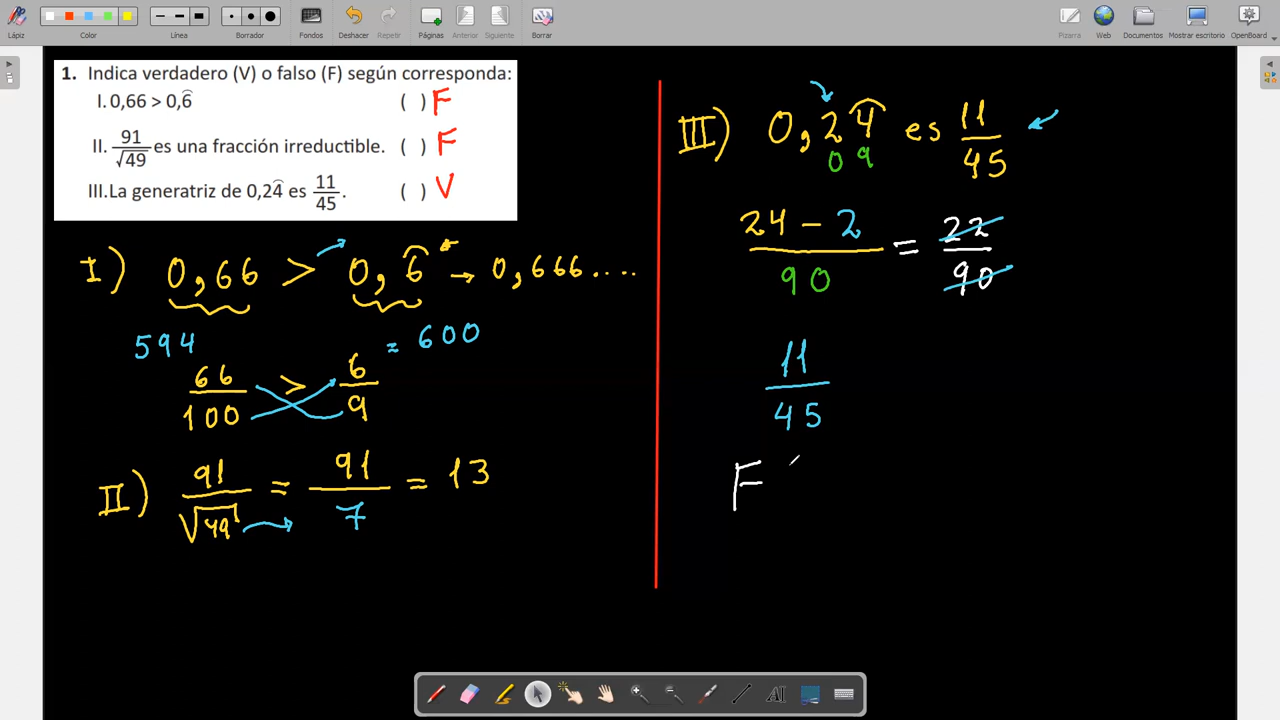 Lápiz Color Línea Borrador Fondos Deshacer Repetir Páginas Anterior Siguiente Borrar Pizarra Web Documentos Mostrar escritorio OpenBoard
1. Indica verdadero (V) o falso (F) según corresponda:
I. 0,66 > 0,6̂ ( ) F
II. 91/√49 es una fracción irreductible. ( ) F
III. La generatriz de 0,24̂ es 11/45. ( ) V
I) 0,66 > 0,6̂ → 0,666....
594 = 600
66/100 > 6/9
II) 91/√49 = 91/7 = 13
III) 0,24̂ es 11/45
0 9
24 - 2 / 90 = 22/90
11/45
F
AI